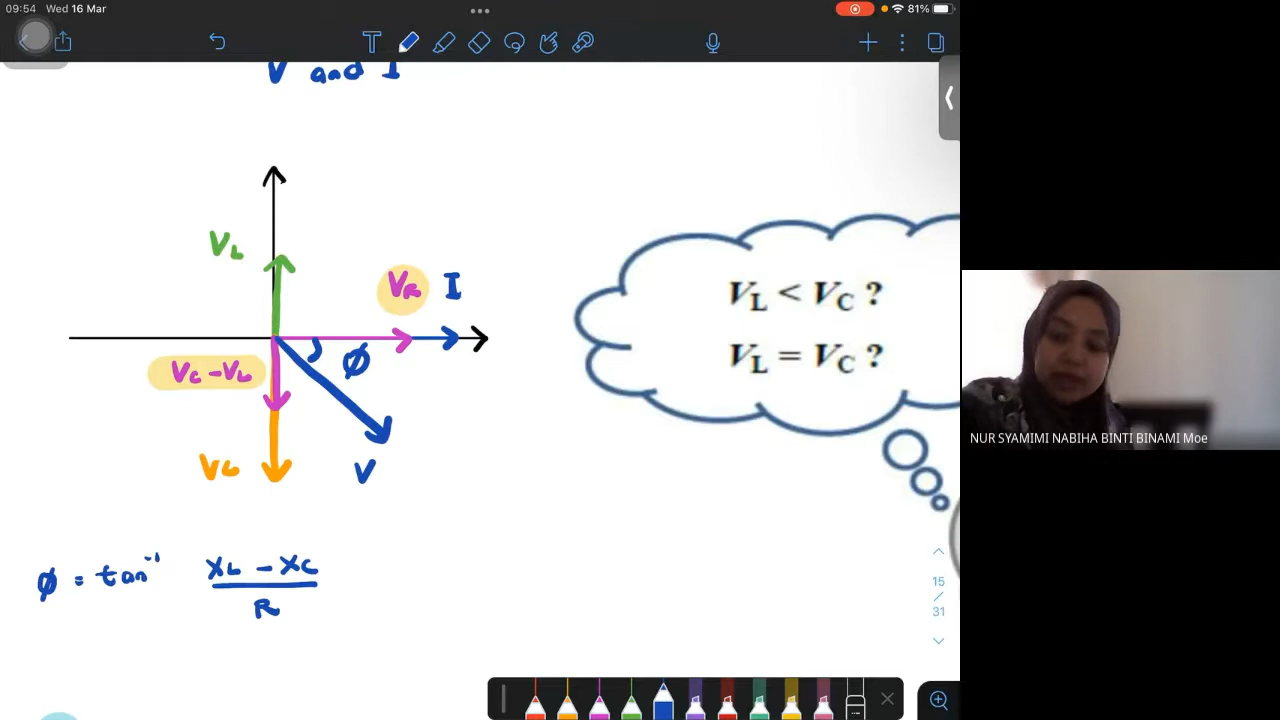 09:54 Wed 16 Mar
81%
T
V and I
VL
VR I
VL < VC ?
VL = VC ?
ϕ
VC - VL
VC
V
NUR SYAMIMI NABIHA BINTI BINAMI Moe
ϕ = tan⁻¹ XL - XC
R
15
/
31